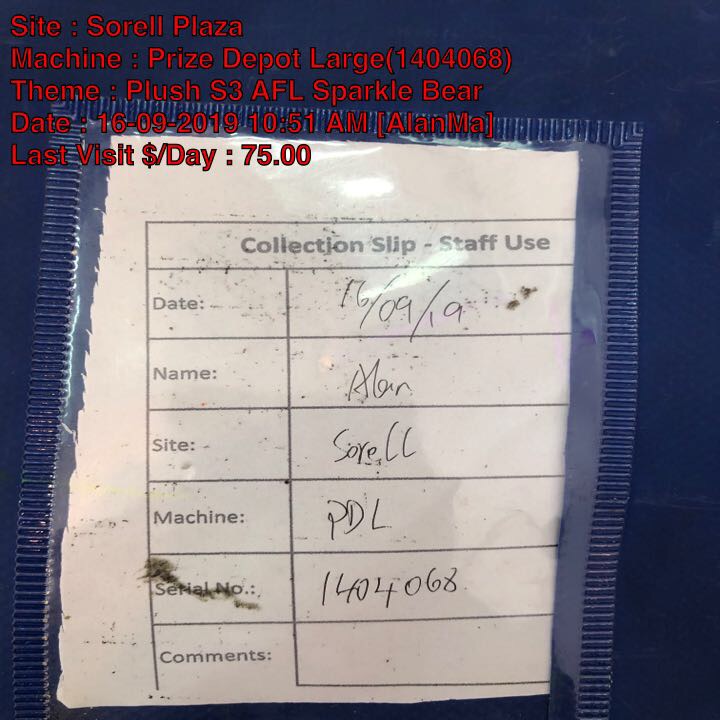 Site : Sorell Plaza
Machine : Prize Depot Large(1404068)
Theme : Plush S3 AFL Sparkle Bear
Date : 16-09-2019 10:51 AM [AlanMa]
Last Visit $/Day : 75.00
Collection Slip - Staff Use
Date: 16/09/19
Name: Alan
Site: Sorell
Machine: PDL
Serial No.: 1404068
Comments: